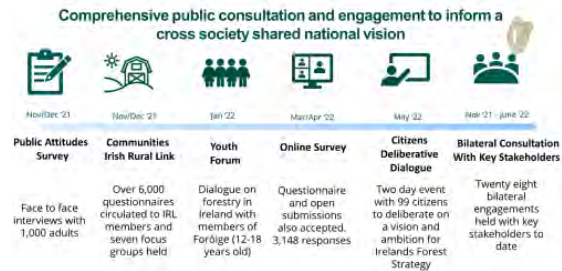 Comprehensive public consultation and engagement to inform a
cross society shared national vision
Nov/Dec '21
Public Attitudes
Survey
Face to face
interviews with
1,000 adults
Nov/Dec '21
Communities
Irish Rural Link
Over 6,000
questionnaires
circulated to IRL
members and
seven focus
groups held
Jan '22
Youth
Forum
Dialogue on
forestry in
Ireland with
members of
Foróige (12-18
years old)
Mar/Apr '22
Online Survey
Questionnaire
and open
submissions
also accepted.
3,148 responses
May '22
Citizens
Deliberative
Dialogue
Two day event
with 99 citizens
to deliberate on
a vision and
ambition for
Irelands Forest
Strategy
Nov '21 - June '22
Bilateral Consultation
With Key Stakeholders
Twenty eight
bilateral
engagements
held with key
stakeholders to
date